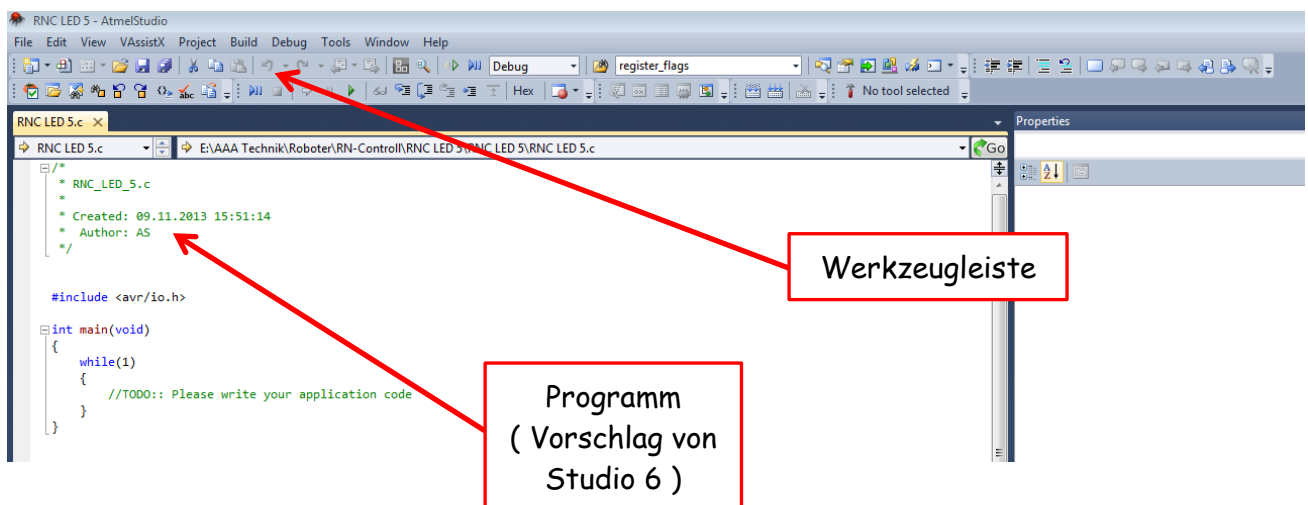 RNC LED 5 - AtmelStudio
File Edit View VAssistX Project Build Debug Tools Window Help
Debug register_flags
Hex No tool selected
RNC LED 5.c Properties
RNC LED 5.c E:\AAA Technik\Roboter\RN-Controll\RNC LED 5\RNC LED 5\RNC LED 5.c Go
/*
* RNC_LED_5.c
*
* Created: 09.11.2013 15:51:14
* Author: AS
*/
#include <avr/io.h>
int main(void)
{
while(1)
{
//TODO:: Please write your application code
}
}
Werkzeugleiste
Programm
( Vorschlag von
Studio 6 )